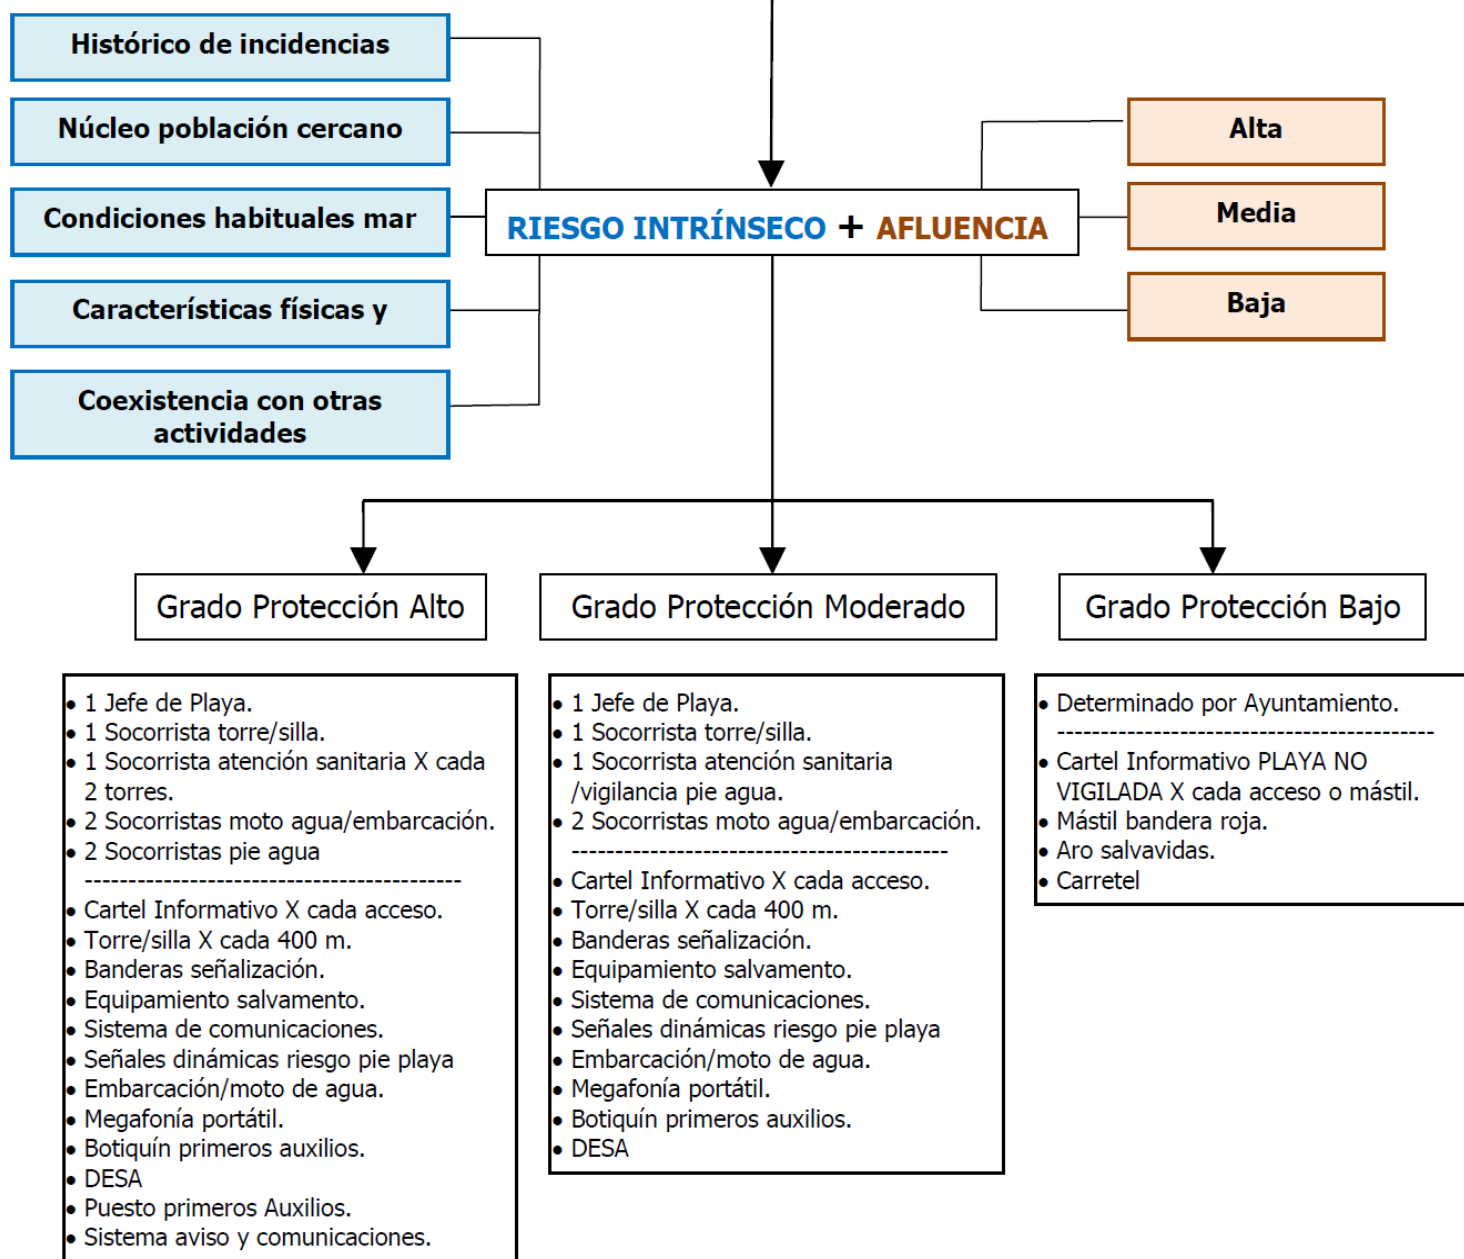 Histórico de incidencias
Núcleo población cercano
Condiciones habituales mar
Características físicas y
Coexistencia con otras
actividades
RIESGO INTRÍNSECO + AFLUENCIA
Alta
Media
Baja
Grado Protección Alto
• 1 Jefe de Playa.
• 1 Socorrista torre/silla.
• 1 Socorrista atención sanitaria X cada
2 torres.
• 2 Socorristas moto agua/embarcación.
• 2 Socorristas pie agua
-------------------------------------------
• Cartel Informativo X cada acceso.
• Torre/silla X cada 400 m.
• Banderas señalización.
• Equipamiento salvamento.
• Sistema de comunicaciones.
• Señales dinámicas riesgo pie playa
• Embarcación/moto de agua.
• Megafonía portátil.
• Botiquín primeros auxilios.
• DESA
• Puesto primeros Auxilios.
• Sistema aviso y comunicaciones.
Grado Protección Moderado
• 1 Jefe de Playa.
• 1 Socorrista torre/silla.
• 1 Socorrista atención sanitaria
/vigilancia pie agua.
• 2 Socorristas moto agua/embarcación.
-------------------------------------------
• Cartel Informativo X cada acceso.
• Torre/silla X cada 400 m.
• Banderas señalización.
• Equipamiento salvamento.
• Sistema de comunicaciones.
• Señales dinámicas riesgo pie playa
• Embarcación/moto de agua.
• Megafonía portátil.
• Botiquín primeros auxilios.
• DESA
Grado Protección Bajo
• Determinado por Ayuntamiento.
-------------------------------------------
• Cartel Informativo PLAYA NO
VIGILADA X cada acceso o mástil.
• Mástil bandera roja.
• Aro salvavidas.
• Carretel